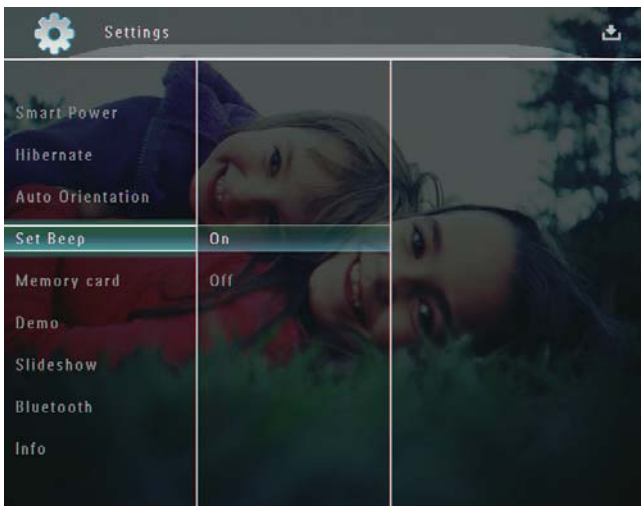 Settings
Smart Power
Hibernate
Auto Orientation
Set Beep
On
Memory card
Off
Demo
Slideshow
Bluetooth
Info